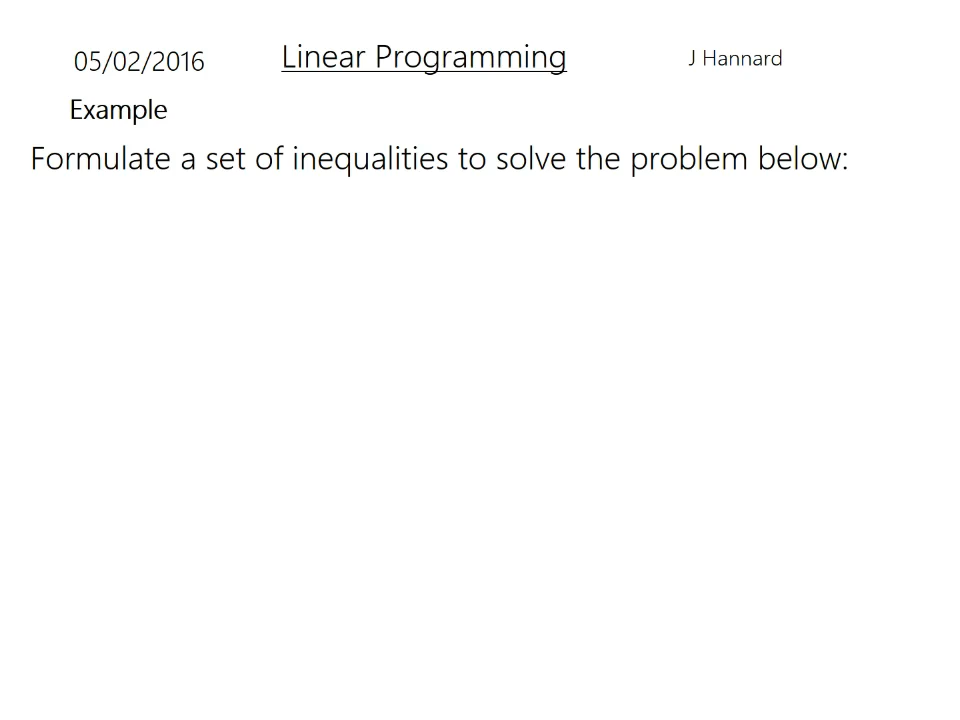 05/02/2016 Linear Programming J Hannard
Example
Formulate a set of inequalities to solve the problem below: